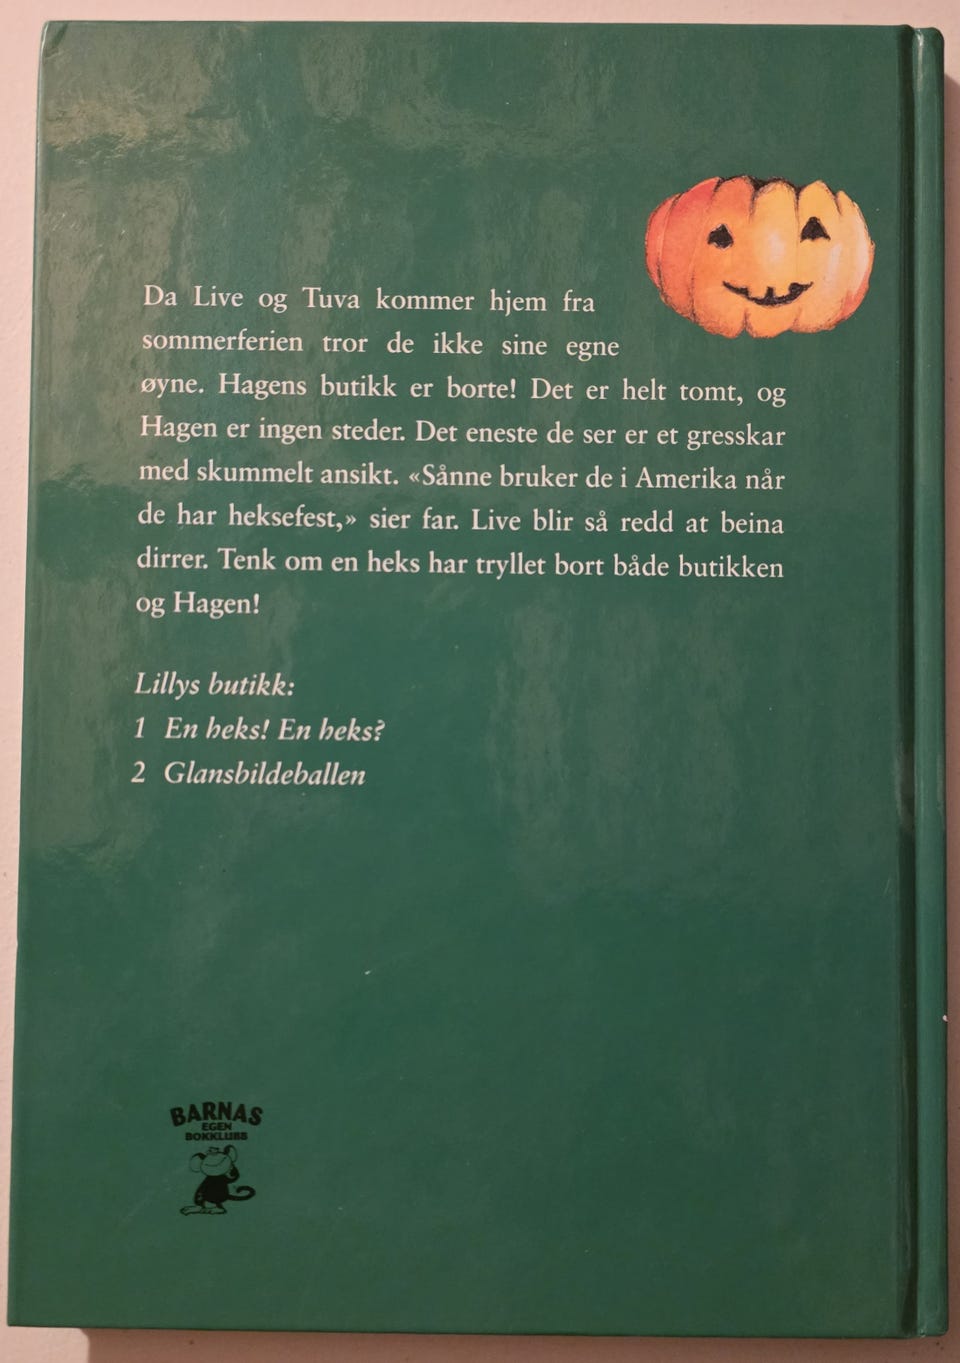 Da Live og Tuva kommer hjem fra
sommerferien tror de ikke sine egne
øyne. Hagens butikk er borte! Det er helt tomt, og
Hagen er ingen steder. Det eneste de ser er et gresskar
med skummelt ansikt. «Sånne bruker de i Amerika når
de har heksefest,» sier far. Live blir så redd at beina
dirrer. Tenk om en heks har tryllet bort både butikken
og Hagen!
Lillys butikk:
1 En heks! En heks?
2 Glansbildeballen
BARNAS
EGEN
BOKKLUBB